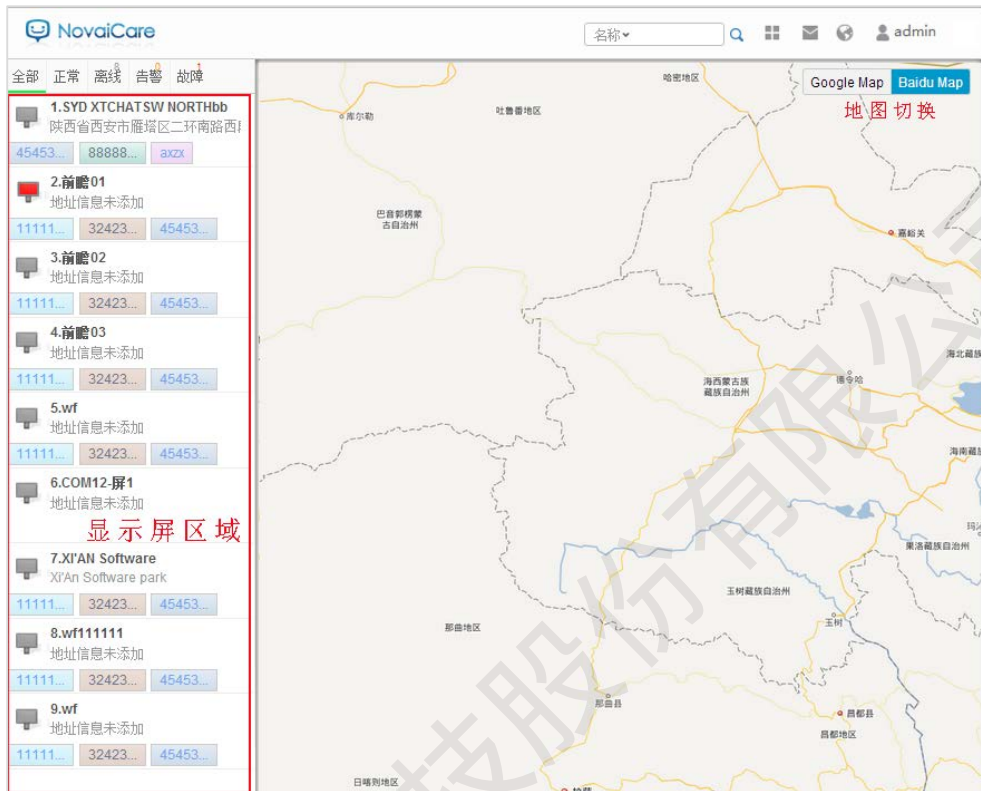 NovaiCare
名称
admin
全部 正常 离线 8 告警 0 故障 1
Google Map Baidu Map
地图切换
1.SYD XTCHATSW NORTHbb
陕西省西安市雁塔区二环南路西
45453... 88888... axzx
2.前瞻01
地址信息未添加
11111... 32423... 45453...
3.前瞻02
地址信息未添加
11111... 32423... 45453...
4.前瞻03
地址信息未添加
11111... 32423... 45453...
5.wf
地址信息未添加
11111... 32423... 45453...
6.COM12-屏1
地址信息未添加
显示屏区域
7.XI'AN Software
Xi'An Software park
11111... 32423... 45453...
8.wf111111
地址信息未添加
11111... 32423... 45453...
9.wf
地址信息未添加
11111... 32423... 45453...
哈密地区
库尔勒
吐鲁番地区
巴音郭楞蒙
古自治州
嘉峪关
海北藏族
海西蒙古族
藏族自治州
德令哈
海南藏族
玛沁
果洛藏族自治州
玉树藏族自治州
玉树
那曲地区
那曲县
昌都县
昌都地区
日喀则地区
技股份有限公司